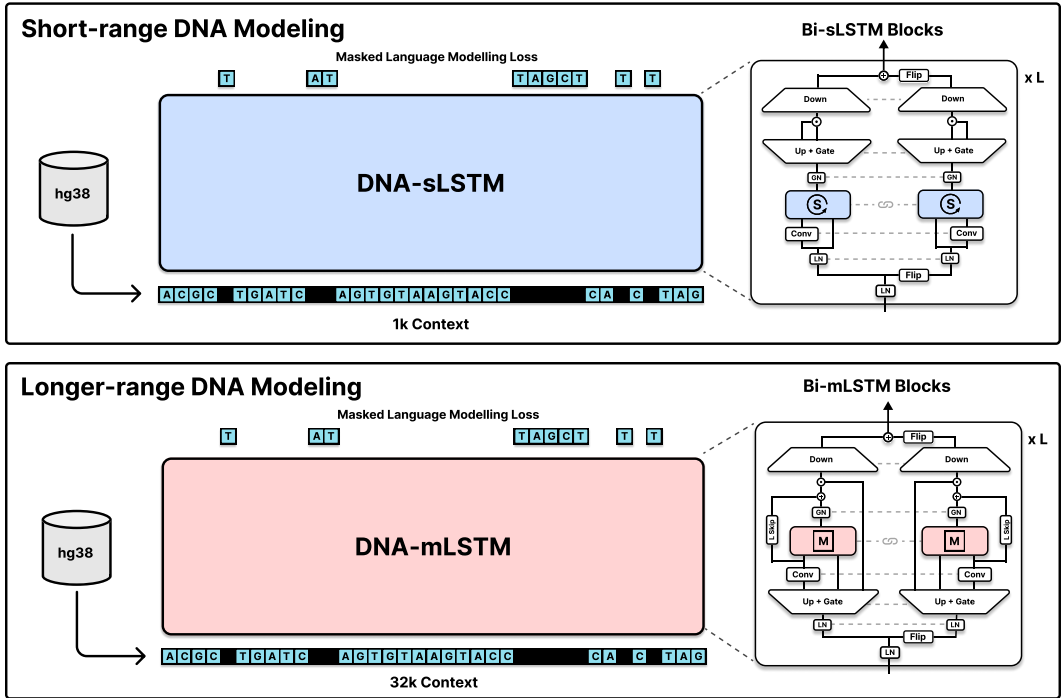 Short-range DNA Modeling
Bi-sLSTM Blocks
Masked Language Modelling Loss
T AT TAGCT T T
x L
Flip
Down Down
DNA-sLSTM
Up + Gate Up + Gate
GN GN
hg38
S S
Conv Conv
LN LN
Flip
LN
ACGC TGATC AGTGTAAGTACC CA C TAG
1k Context
Longer-range DNA Modeling
Bi-mLSTM Blocks
Masked Language Modelling Loss
T AT TAGCT T T
x L
Flip
Down Down
GN GN
L Skip L Skip
DNA-mLSTM
M M
hg38
Conv Conv
Up + Gate Up + Gate
LN LN
Flip
LN
ACGC TGATC AGTGTAAGTACC CA C TAG
32k Context